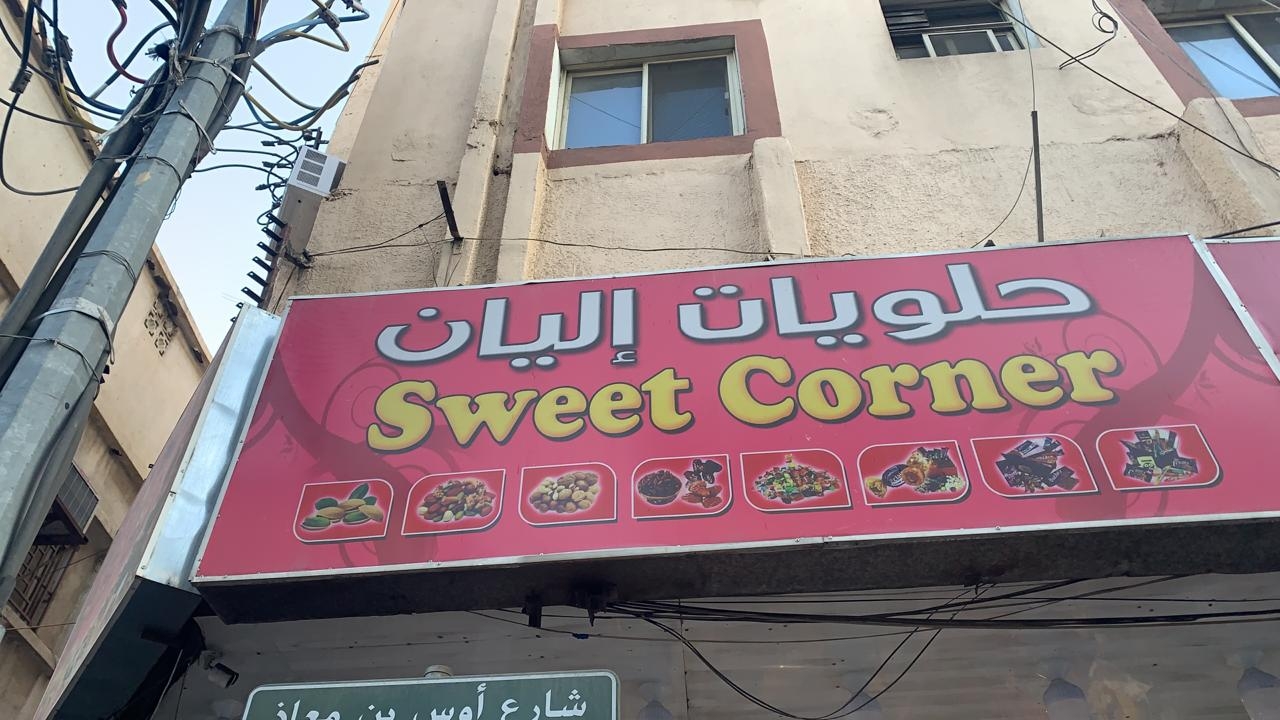 حلويات إليان
Sweet Corner
شارع أوس بن معاذ